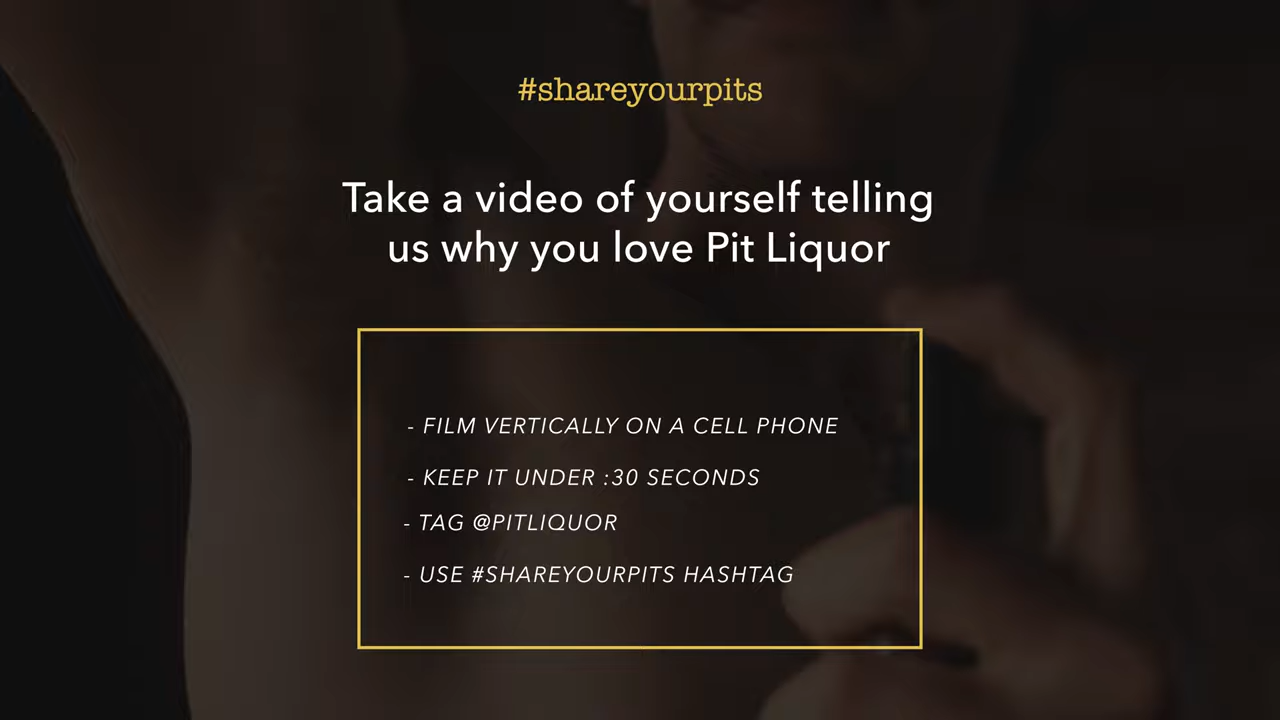 #shareyourpits
Take a video of yourself telling
us why you love Pit Liquor
- FILM VERTICALLY ON A CELL PHONE
- KEEP IT UNDER :30 SECONDS
- TAG @PITLIQUOR
- USE #SHAREYOURPITS HASHTAG